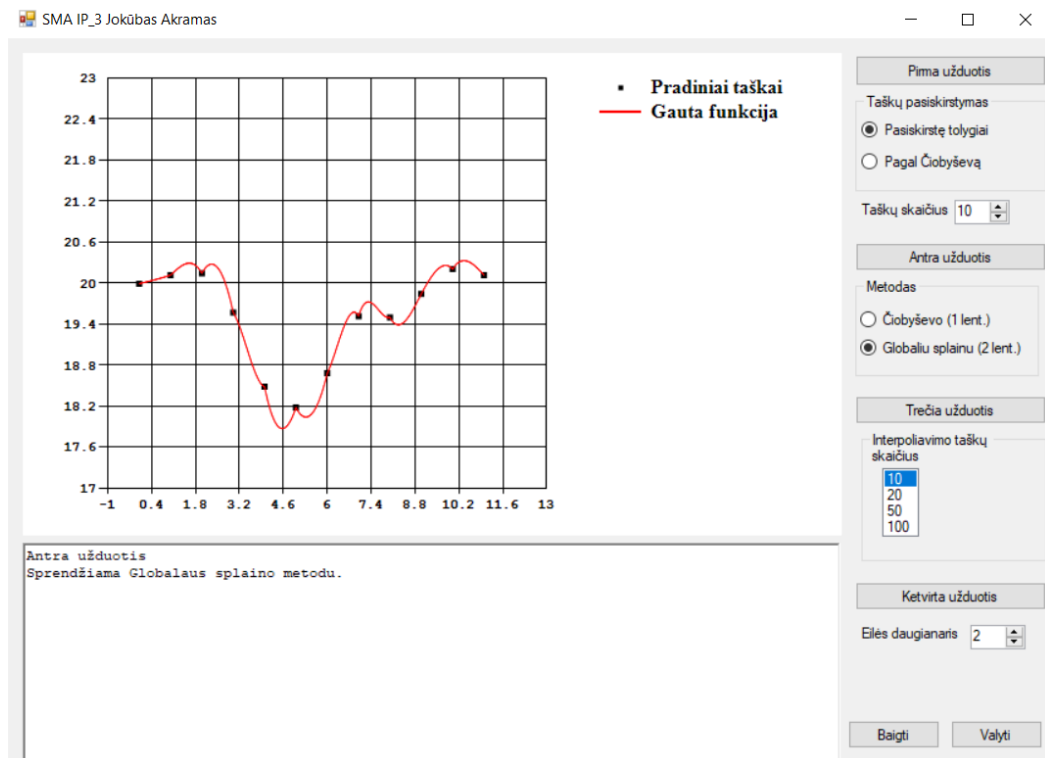 SMA IP_3 Jokūbas Akramas
23
22.4
21.8
21.2
20.6
20
19.4
18.8
18.2
17.6
17
-1 0.4 1.8 3.2 4.6 6 7.4 8.8 10.2 11.6 13
Pradiniai taškai
Gauta funkcija
Pirma užduotis
Taškų pasiskirstymas
Pasiskirstę tolygiai
Pagal Čiobyševą
Taškų skaičius 10
Antra užduotis
Metodas
Čiobyševo (1 lent.)
Globaliu splainu (2 lent.)
Trečia užduotis
Interpoliavimo taškų
skaičius
10
20
50
100
Ketvirta užduotis
Eilės daugianaris 2
Baigti Valyti
Antra užduotis
Sprendžiama Globalaus splaino metodu.